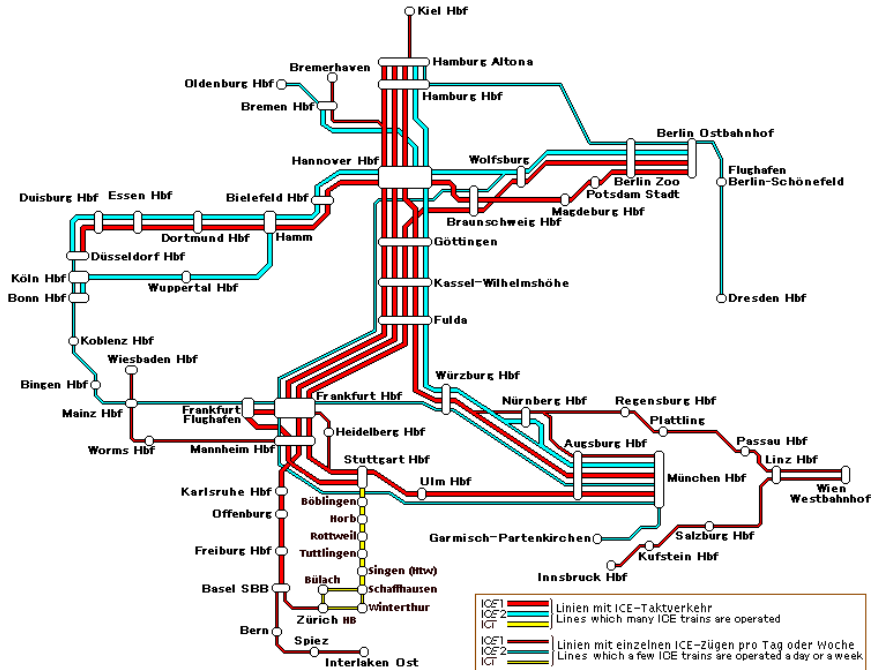 Kiel Hbf
Hamburg Altona
Bremerhaven
Oldenburg Hbf
Hamburg Hbf
Bremen Hbf
Berlin Ostbahnhof
Hannover Hbf
Wolfsburg
Flughafen
Berlin-Schönefeld
Berlin Zoo
Duisburg Hbf
Essen Hbf
Bielefeld Hbf
Potsdam Stadt
Magdeburg Hbf
Braunschweig Hbf
Dortmund Hbf
Hamm
Göttingen
Düsseldorf Hbf
Köln Hbf
Wuppertal Hbf
Kassel-Wilhelmshöhe
Bonn Hbf
Dresden Hbf
Fulda
Koblenz Hbf
Wiesbaden Hbf
Würzburg Hbf
Bingen Hbf
Frankfurt Hbf
Nürnberg Hbf
Regensburg Hbf
Mainz Hbf
Frankfurt
Flughafen
Plattling
Heidelberg Hbf
Worms Hbf
Mannheim Hbf
Augsburg Hbf
Passau Hbf
Stuttgart Hbf
Linz Hbf
München Hbf
Wien
Westbahnhof
Ulm Hbf
Karlsruhe Hbf
Böblingen
Offenburg
Horb
Salzburg Hbf
Rottweil
Garmisch-Partenkirchen
Freiburg Hbf
Tuttlingen
Kufstein Hbf
Singen (Htw)
Innsbruck Hbf
Bülach
Basel SBB
Schaffhausen
Winterthur
Zürich HB
Bern
Spiez
Interlaken Ost
ICE1
ICE2
ICT
Linien mit ICE-Taktverkehr
Lines which many ICE trains are operated
ICE1
ICE2
ICT
Linien mit einzelnen ICE-Zügen pro Tag oder Woche
Lines which a few ICE trains are operated a day or a week